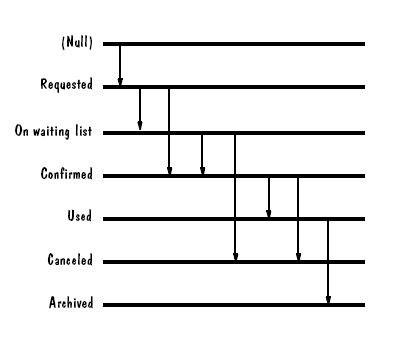 (Null)
Requested
On waiting list
Confirmed
Used
Canceled
Archived